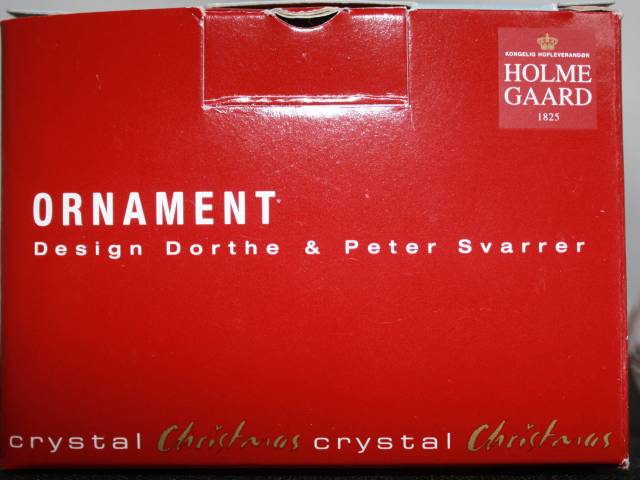 KONGELIG HOFLEVERANDØR
HOLME
GAARD
1825
ORNAMENT
Design Dorthe & Peter Svarrer
crystal Christmas crystal Christmas